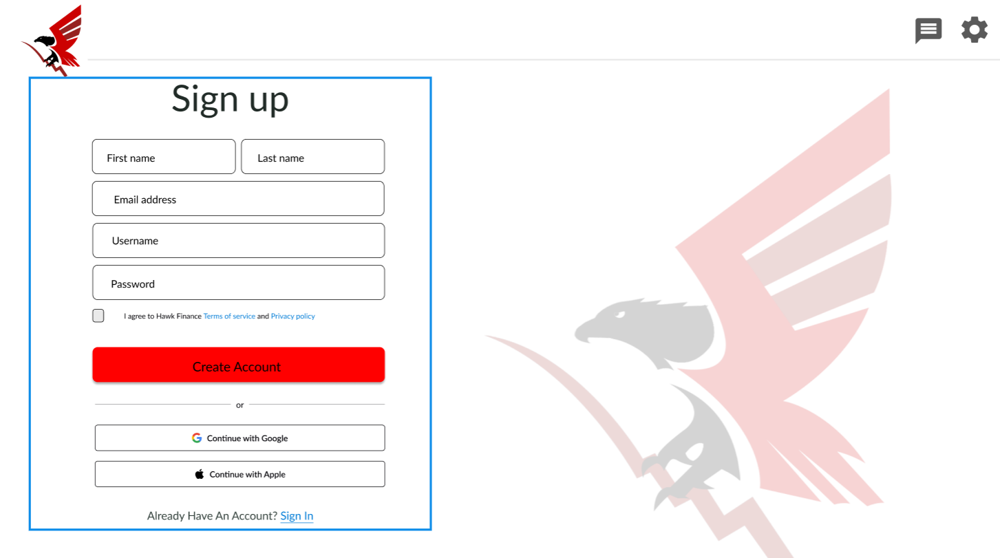 Sign up
First name Last name
Email address
Username
Password
I agree to Hawk Finance Terms of service and Privacy policy
Create Account
or
Continue with Google
Continue with Apple
Already Have An Account? Sign In